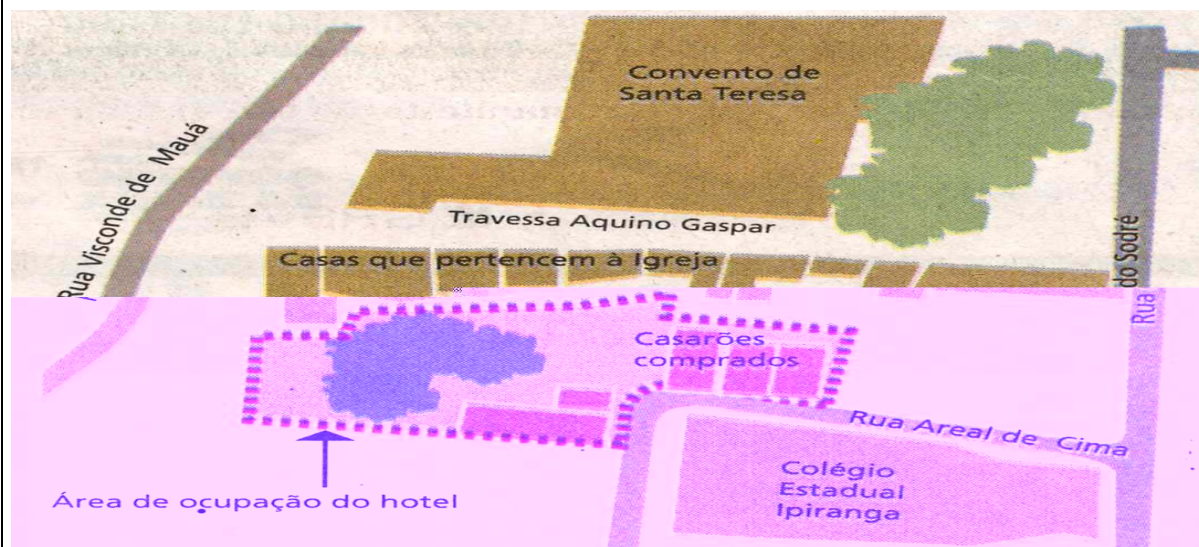 Convento de
Santa Teresa
Rua Visconde de Mauá
Travessa Aquino Gaspar
Casas que pertencem à Igreja
Rua do Sodré
Casarões
comprados
Rua Areal de Cima
Colégio
Estadual
Ipiranga
Área de ocupação do hotel